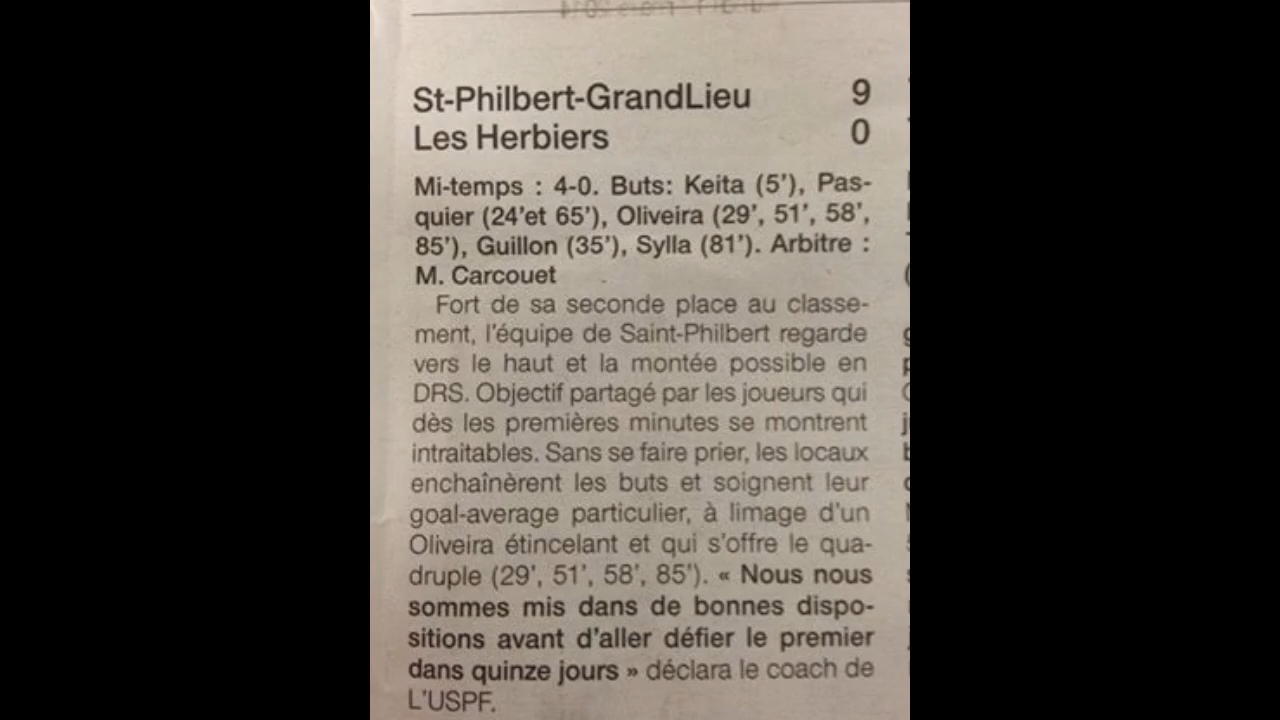 St-Philbert-GrandLieu 9
Les Herbiers 0
Mi-temps : 4-0. Buts: Keita (5’), Pas-
quier (24’et 65’), Oliveira (29’, 51’, 58’,
85’), Guillon (35’), Sylla (81’). Arbitre :
M. Carcouet
Fort de sa seconde place au classe-
ment, l’équipe de Saint-Philbert regarde
vers le haut et la montée possible en
DRS. Objectif partagé par les joueurs qui
dès les premières minutes se montrent
intraitables. Sans se faire prier, les locaux
enchaînèrent les buts et soignent leur
goal-average particulier, à limage d’un
Oliveira étincelant et qui s’offre le qua-
druple (29’, 51’, 58’, 85’). « Nous nous
sommes mis dans de bonnes dispo-
sitions avant d’aller défier le premier
dans quinze jours » déclara le coach de
L’USPF.